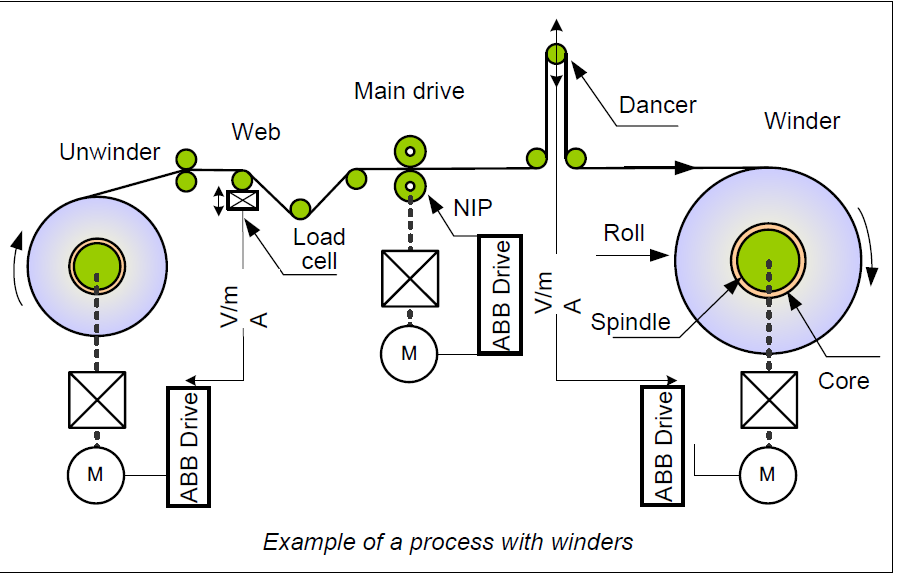 Main drive
Dancer
Winder
Web
Unwinder
NIP
Load
cell
Roll
V/m
A
ABB Drive
V/m
A
Spindle
M
Core
ABB Drive
M
ABB Drive
M
Example of a process with winders